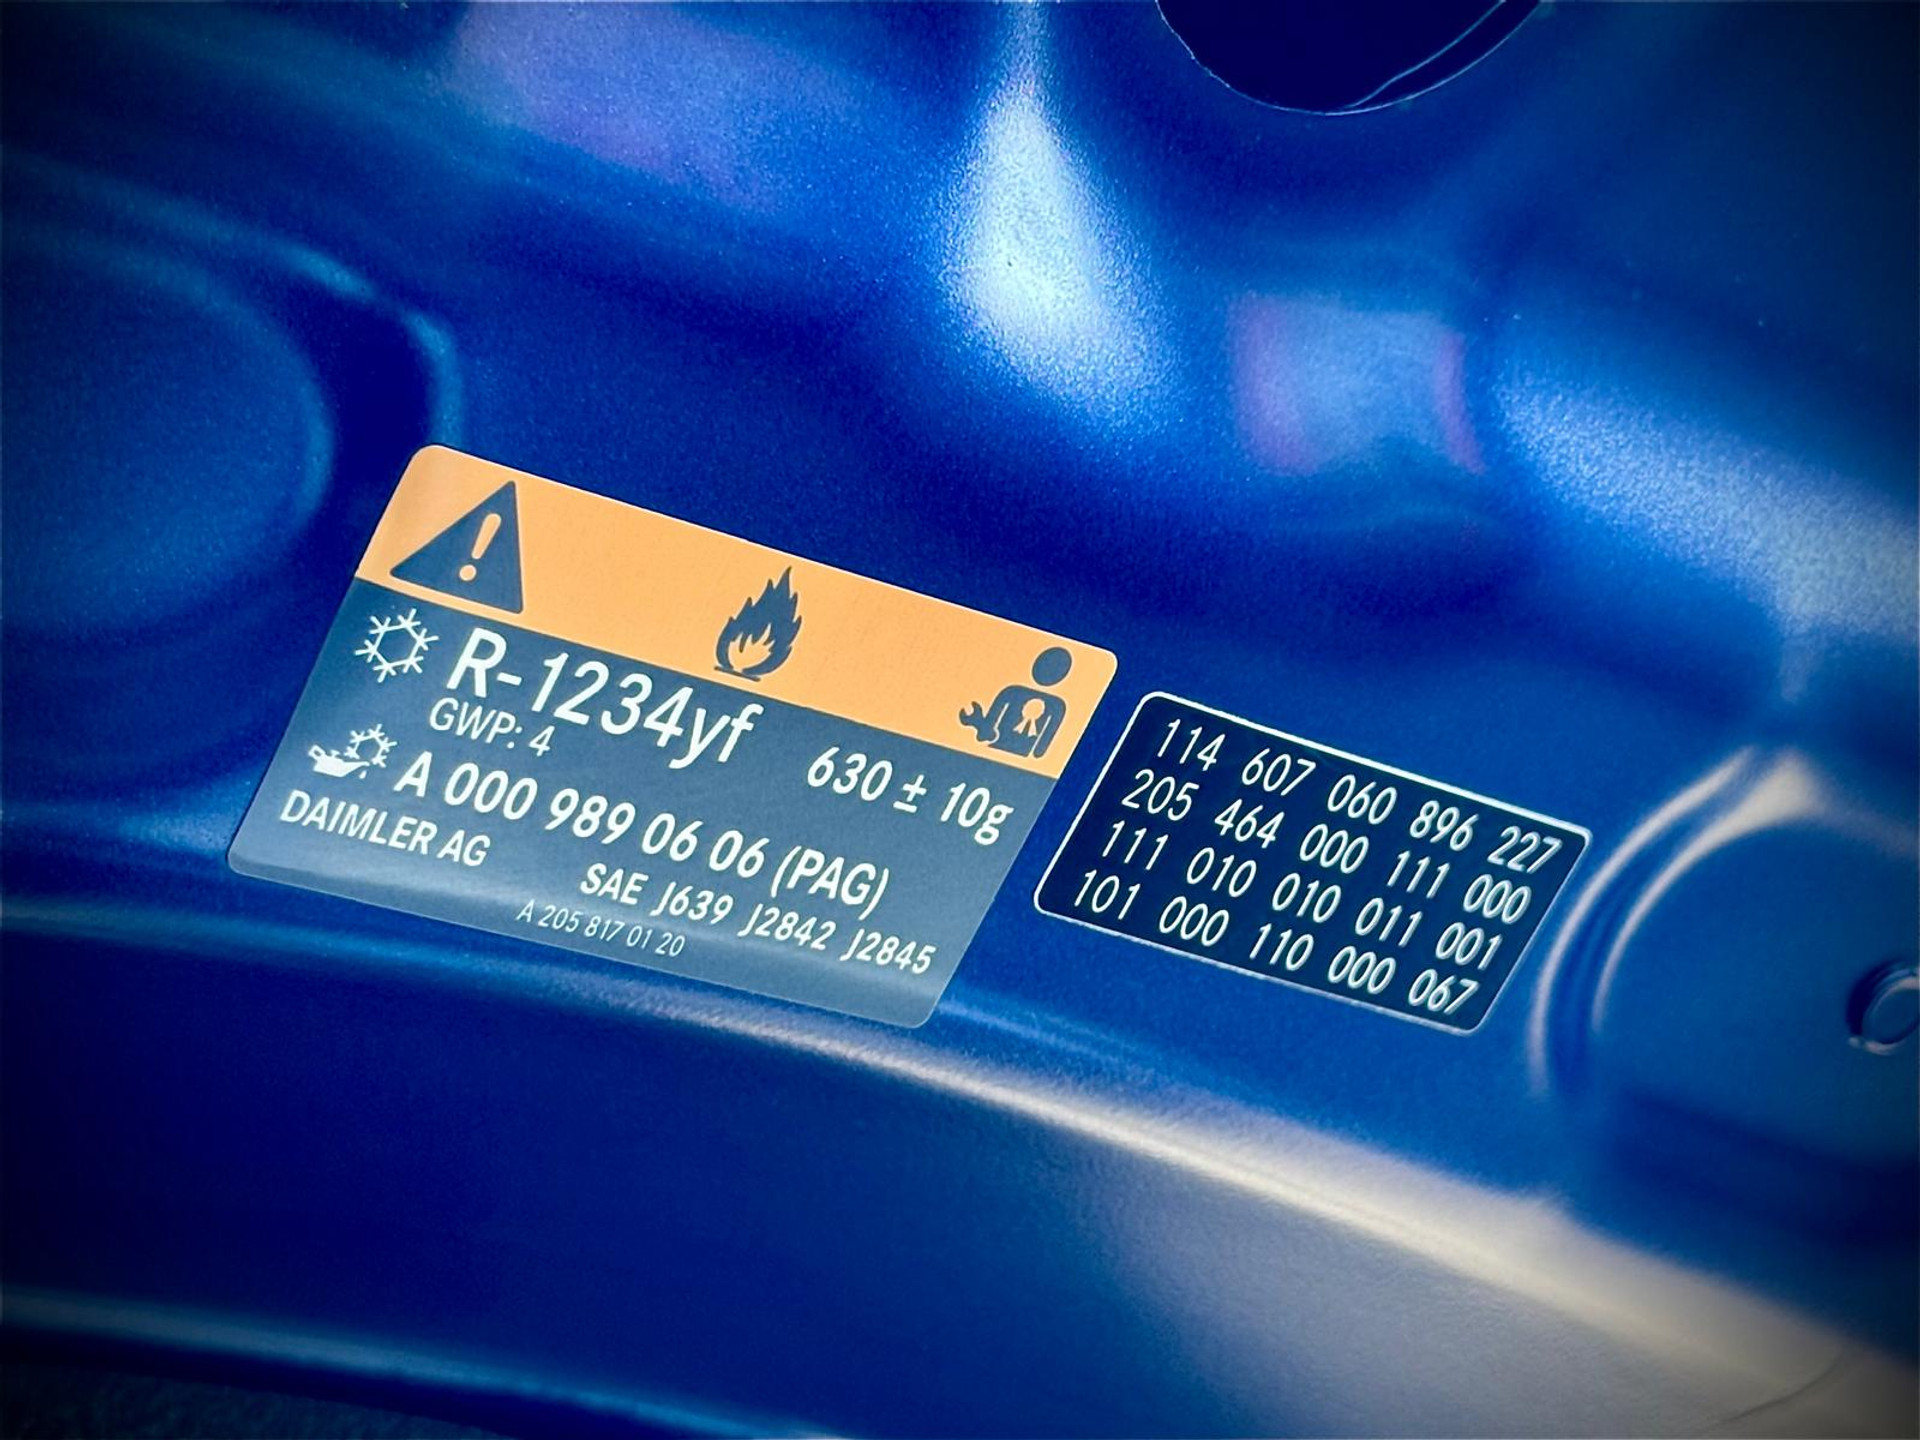 R-1234yf
GWP: 4
630 ± 10g
A 000 989 06 06 (PAG)
DAIMLER AG
SAE J639 J2842 J2845
A 205 817 01 20
114 607 060 896 227
205 464 000 111 000
111 010 010 011 001
101 000 110 000 067